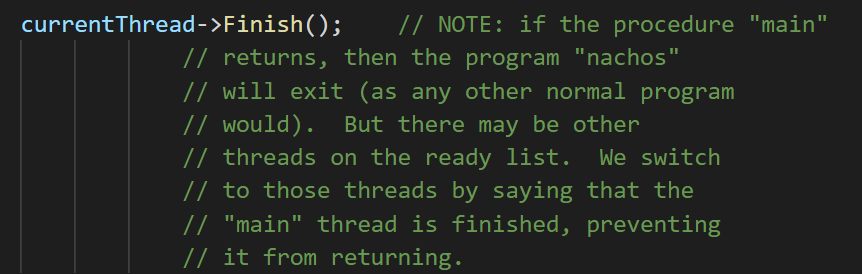 currentThread->Finish();    // NOTE: if the procedure "main"
// returns, then the program "nachos"
// will exit (as any other normal program
// would).  But there may be other
// threads on the ready list.  We switch
// to those threads by saying that the
// "main" thread is finished, preventing
// it from returning.